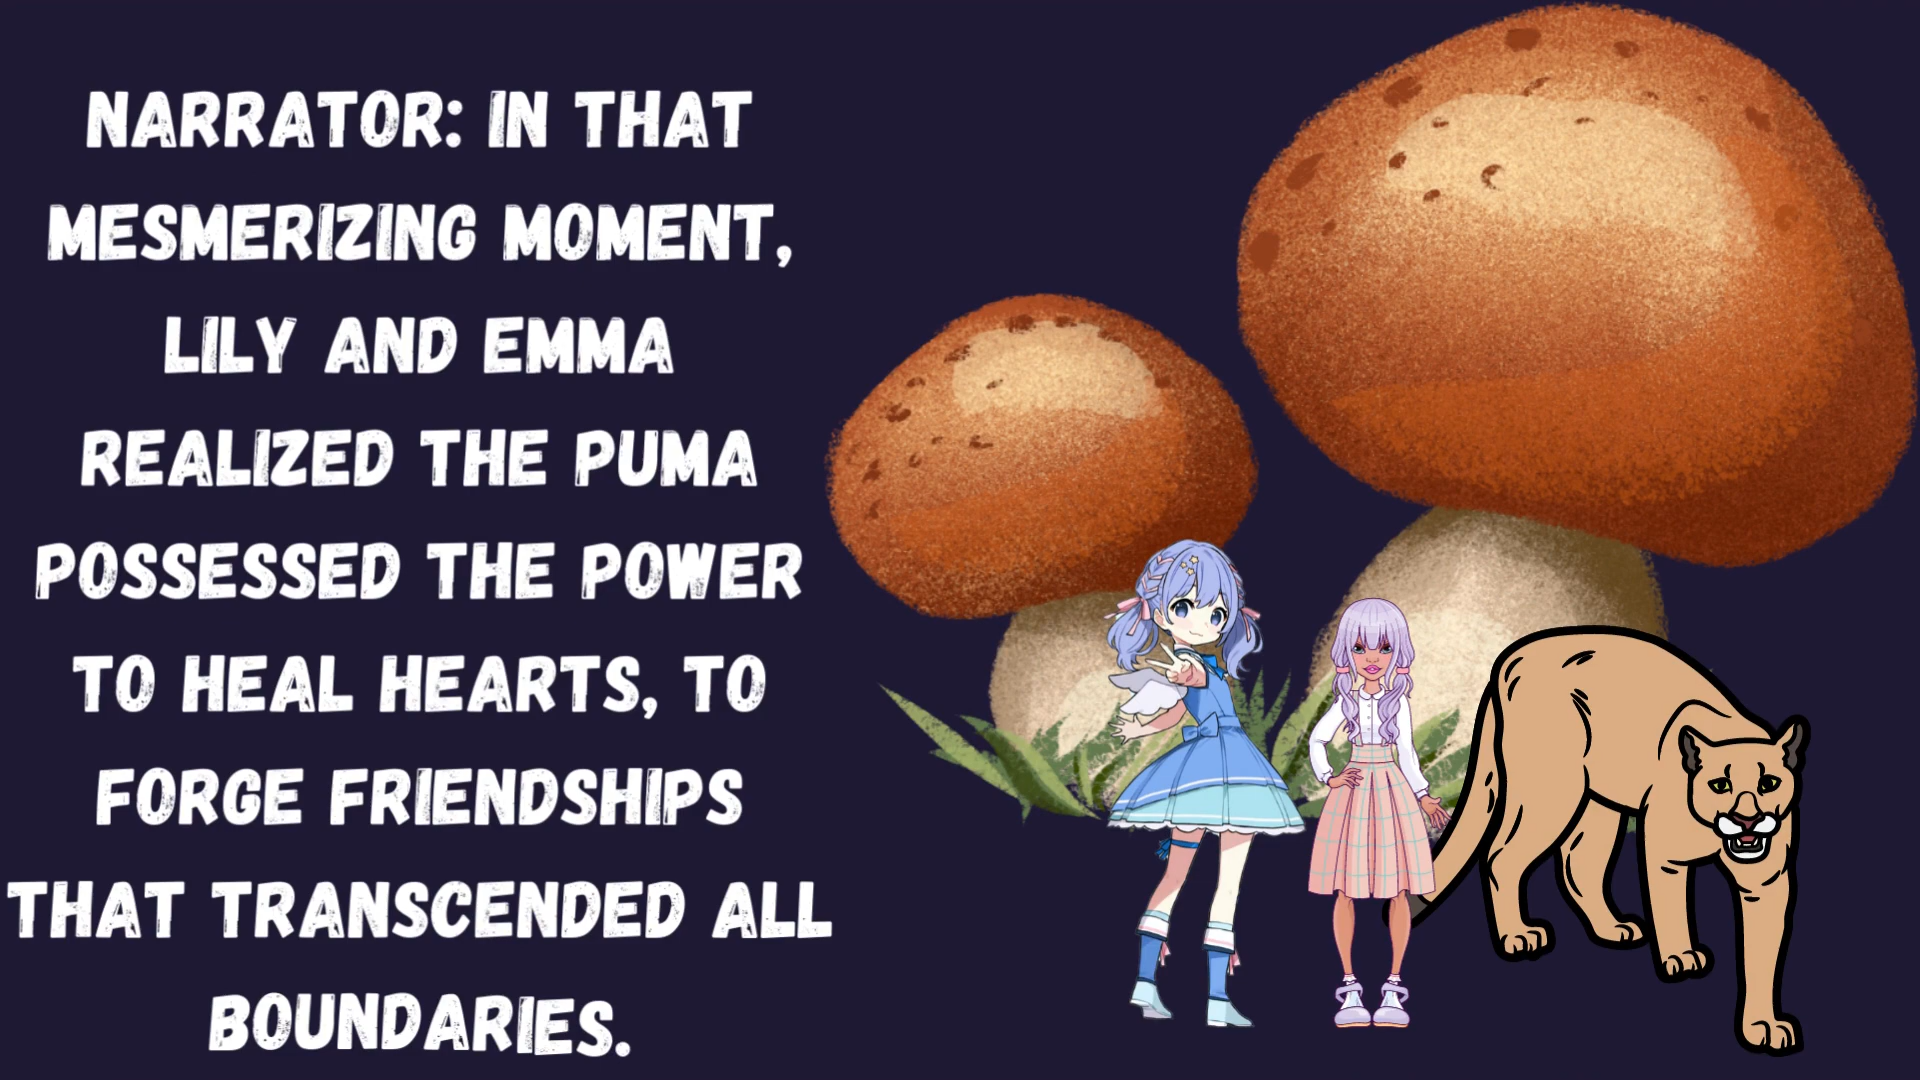 NARRATOR: IN THAT
MESMERIZING MOMENT,
LILY AND EMMA
REALIZED THE PUMA
POSSESSED THE POWER
TO HEAL HEARTS, TO
FORGE FRIENDSHIPS
THAT TRANSCENDED ALL
BOUNDARIES.